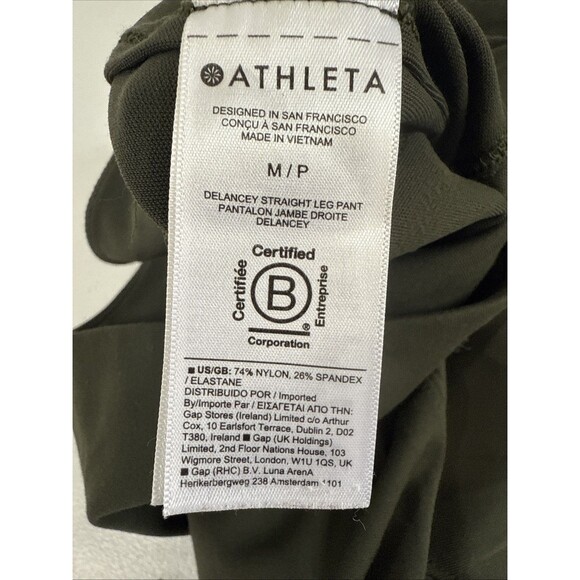 ATHLETA
DESIGNED IN SAN FRANCISCO
CONÇU À SAN FRANCISCO
MADE IN VIETNAM
M / P
DELANCEY STRAIGHT LEG PANT
PANTALON JAMBE DROITE
DELANCEY
Certified
Certifiée
B
Entreprise
®
Corporation
■ US/GB: 74% NYLON, 26% SPANDEX
/ ELASTANE
DISTRIBUIDO POR / Imported
By/Importe Par / ΕΙΣΑΓΕΤΑΙ ΑΠΟ ΤΗΝ:
Gap Stores (Ireland) Limited c/o Arthur
Cox, 10 Earlsfort Terrace, Dublin 2, D02
T380, Ireland ■ Gap (UK Holdings)
Limited, 2nd Floor Nations House, 103
Wigmore Street, London, W1U 1QS, UK
■ Gap (RHC) B.V. Luna ArenA
Herikerbergweg 238 Amsterdam 1101